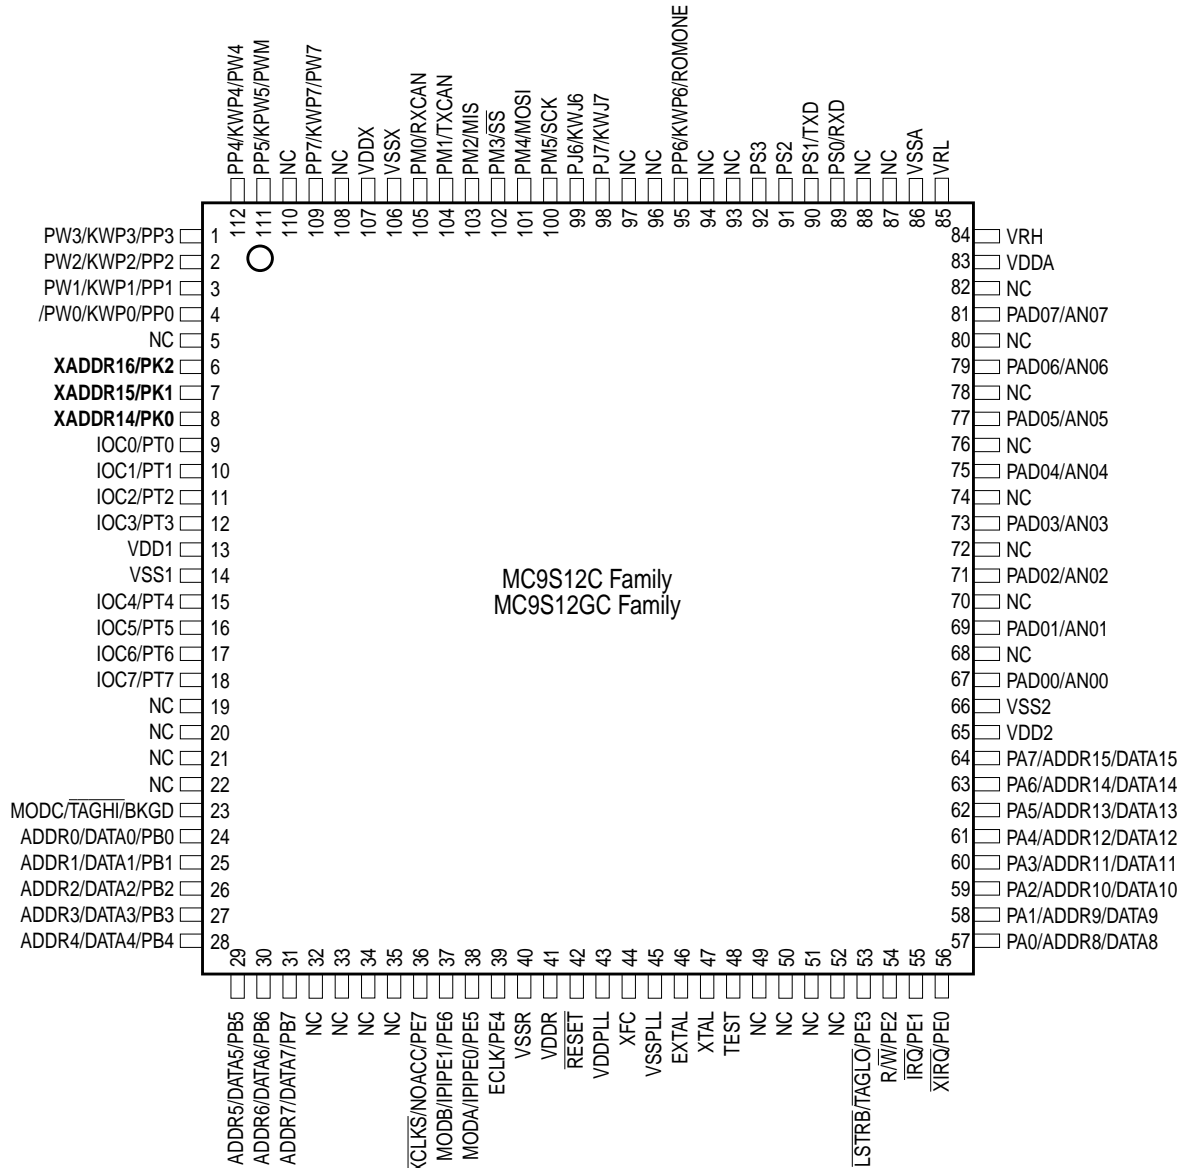 PP4/KWP4/PW4
PP5/KPW5/PWM
NC
PP7/KWP7/PW7
NC
VDDX
VSSX
PM0/RXCAN
PM1/TXCAN
PM2/MIS
PM3/SS
PM4/MOSI
PM5/SCK
PJ6/KWJ6
PJ7/KWJ7
NC
NC
PP6/KWP6/ROMONE
NC
NC
PS3
PS2
PS1/TXD
PS0/RXD
NC
NC
VSSA
VRL
112
111
110
109
108
107
106
105
104
103
102
101
100
99
98
97
96
95
94
93
92
91
90
89
88
87
86
85
PW3/KWP3/PP3 1
PW2/KWP2/PP2 2
PW1/KWP1/PP1 3
/PW0/KWP0/PP0 4
NC 5
XADDR16/PK2 6
XADDR15/PK1 7
XADDR14/PK0 8
IOC0/PT0 9
IOC1/PT1 10
IOC2/PT2 11
IOC3/PT3 12
VDD1 13
VSS1 14
IOC4/PT4 15
IOC5/PT5 16
IOC6/PT6 17
IOC7/PT7 18
NC 19
NC 20
NC 21
NC 22
MODC/TAGHI/BKGD 23
ADDR0/DATA0/PB0 24
ADDR1/DATA1/PB1 25
ADDR2/DATA2/PB2 26
ADDR3/DATA3/PB3 27
ADDR4/DATA4/PB4 28
MC9S12C Family
MC9S12GC Family
84 VRH
83 VDDA
82 NC
81 PAD07/AN07
80 NC
79 PAD06/AN06
78 NC
77 PAD05/AN05
76 NC
75 PAD04/AN04
74 NC
73 PAD03/AN03
72 NC
71 PAD02/AN02
70 NC
69 PAD01/AN01
68 NC
67 PAD00/AN00
66 VSS2
65 VDD2
64 PA7/ADDR15/DATA15
63 PA6/ADDR14/DATA14
62 PA5/ADDR13/DATA13
61 PA4/ADDR12/DATA12
60 PA3/ADDR11/DATA11
59 PA2/ADDR10/DATA10
58 PA1/ADDR9/DATA9
57 PA0/ADDR8/DATA8
29
30
31
32
33
34
35
36
37
38
39
40
41
42
43
44
45
46
47
48
49
50
51
52
53
54
55
56
ADDR5/DATA5/PB5
ADDR6/DATA6/PB6
ADDR7/DATA7/PB7
NC
NC
NC
NC
XCLKS/NOACC/PE7
MODB/IPIPE1/PE6
MODA/IPIPE0/PE5
ECLK/PE4
VSSR
VDDR
RESET
VDDPLL
XFC
VSSPLL
EXTAL
XTAL
TEST
NC
NC
NC
NC
LSTRB/TAGLO/PE3
R/W/PE2
IRQ/PE1
XIRQ/PE0